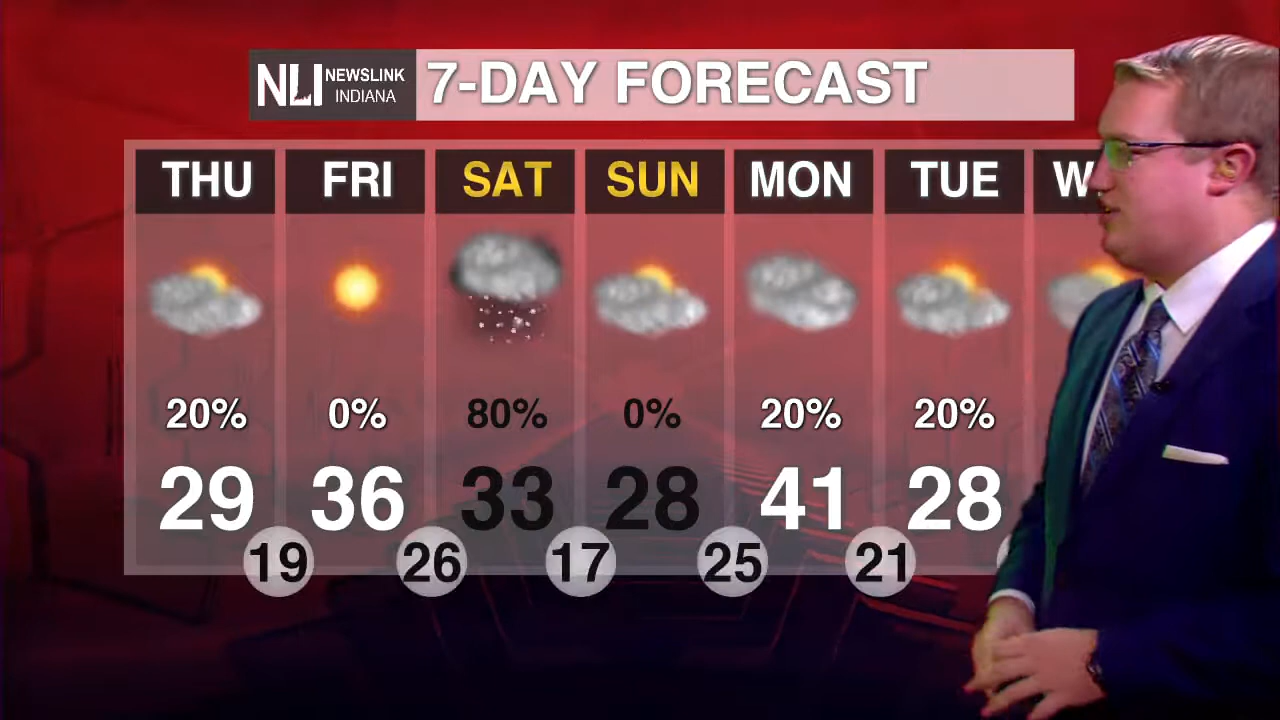 NLI NEWSLINK INDIANA 7-DAY FORECAST
THU FRI SAT SUN MON TUE W
20% 0% 80% 0% 20% 20%
29 36 33 28 41 28
19 26 17 25 21